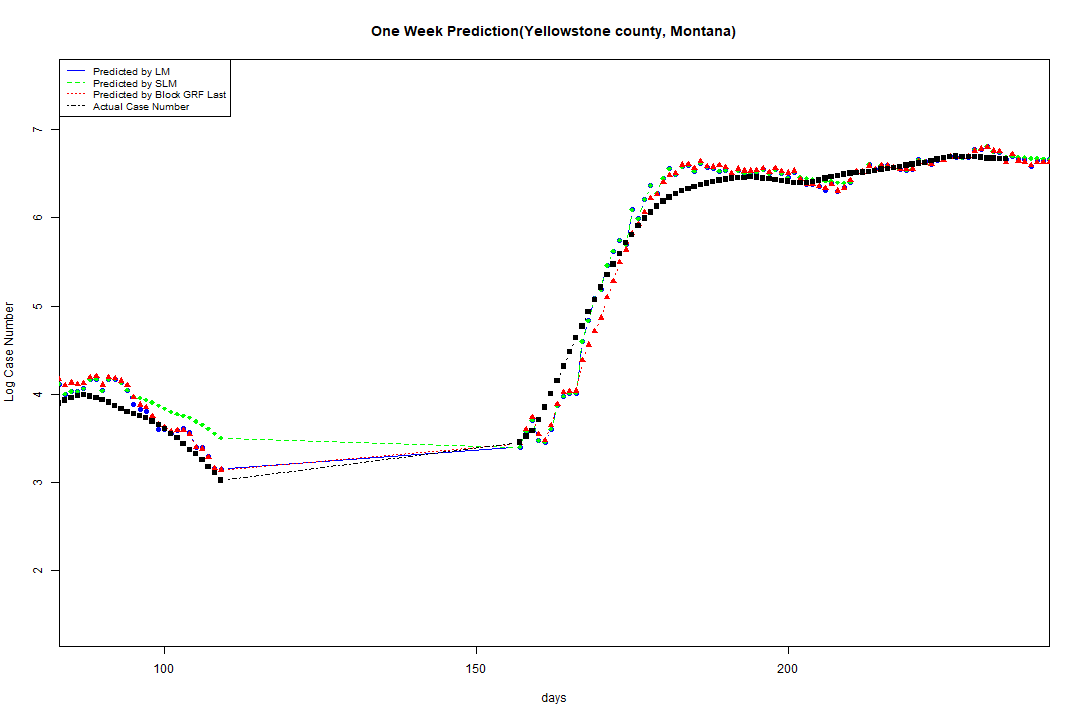 One Week Prediction(Yellowstone county, Montana)
Predicted by LM
Predicted by SLM
Predicted by Block GRF Last
Actual Case Number
7
6
5
4
3
2
Log Case Number
100 150 200
days